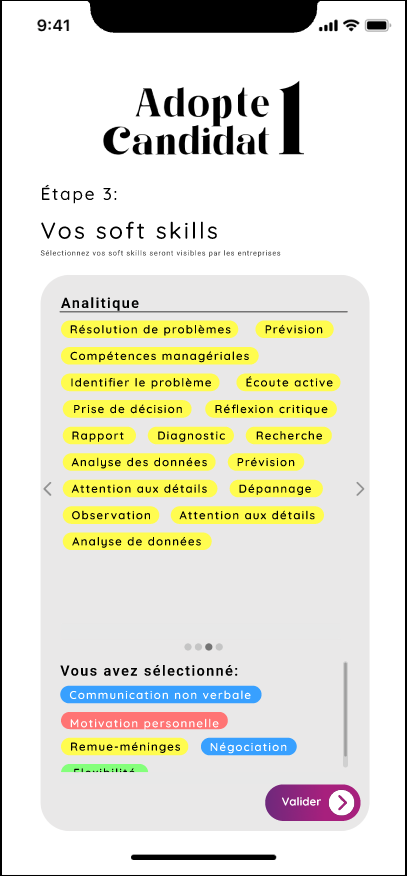 9:41
Adopte 1
Candidat
Étape 3:
Vos soft skills
Sélectionnez vos soft skills seront visibles par les entreprises
Analitique
Résolution de problèmes Prévision
Compétences managériales
Identifier le problème Écoute active
Prise de décision Réflexion critique
Rapport Diagnostic Recherche
Analyse des données Prévision
Attention aux détails Dépannage
Observation Attention aux détails
Analyse de données
Vous avez sélectionné:
Communication non verbale
Motivation personnelle
Remue-méninges Négociation
Flexibilité
Valider